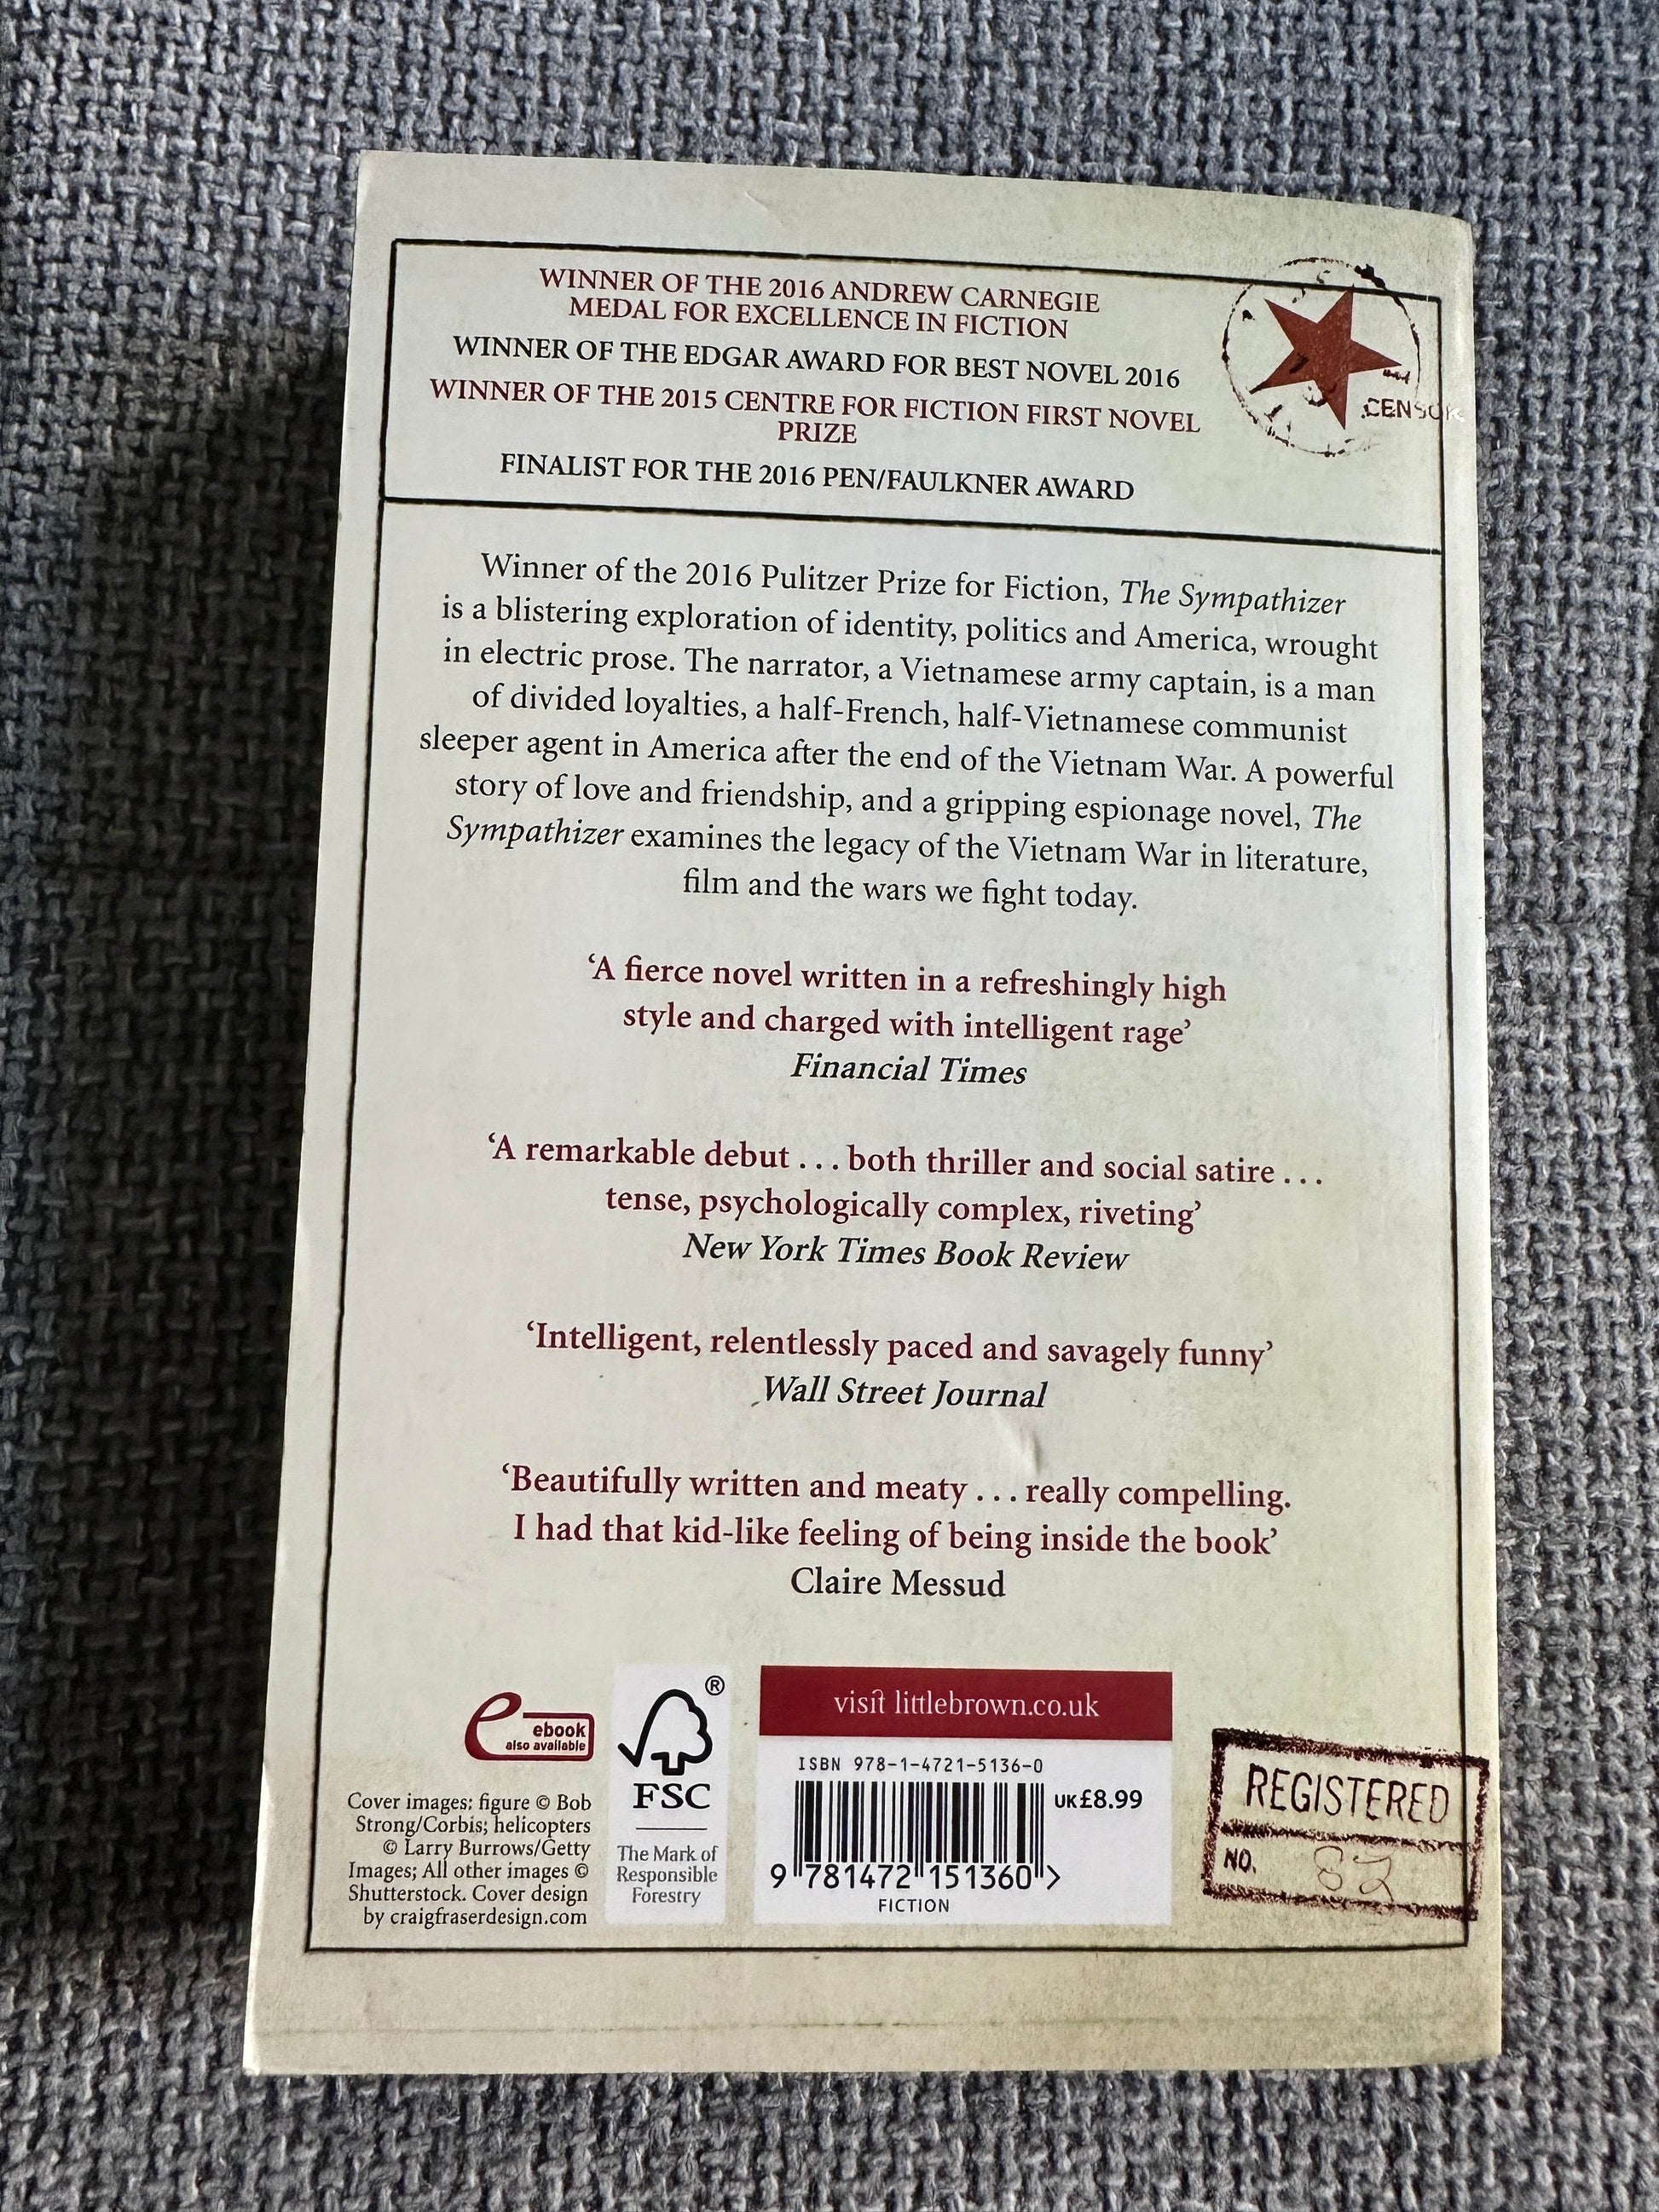 WINNER OF THE 2016 ANDREW CARNEGIE
MEDAL FOR EXCELLENCE IN FICTION
WINNER OF THE EDGAR AWARD FOR BEST NOVEL 2016
WINNER OF THE 2015 CENTRE FOR FICTION FIRST NOVEL
PRIZE
FINALIST FOR THE 2016 PEN/FAULKNER AWARD
Winner of the 2016 Pulitzer Prize for Fiction, The Sympathizer
is a blistering exploration of identity, politics and America, wrought
in electric prose. The narrator, a Vietnamese army captain, is a man
of divided loyalties, a half-French, half-Vietnamese communist
sleeper agent in America after the end of the Vietnam War. A powerful
story of love and friendship, and a gripping espionage novel, The
Sympathizer examines the legacy of the Vietnam War in literature,
film and the wars we fight today.
‘A fierce novel written in a refreshingly high
style and charged with intelligent rage’
Financial Times
‘A remarkable debut . . . both thriller and social satire . . .
tense, psychologically complex, riveting’
New York Times Book Review
‘Intelligent, relentlessly paced and savagely funny’
Wall Street Journal
‘Beautifully written and meaty . . . really compelling.
I had that kid-like feeling of being inside the book’
Claire Messud
ebook
also available
Cover images: figure © Bob
Strong/Corbis; helicopters
© Larry Burrows/Getty
Images; All other images ©
Shutterstock. Cover design
by craigfraserdesign.com
®
FSC
The Mark of
Responsible
Forestry
visit littlebrown.co.uk
ISBN 978-1-4721-5136-0
UK£8.99
9 781472 151360 >
FICTION
REGISTERED
NO. 82